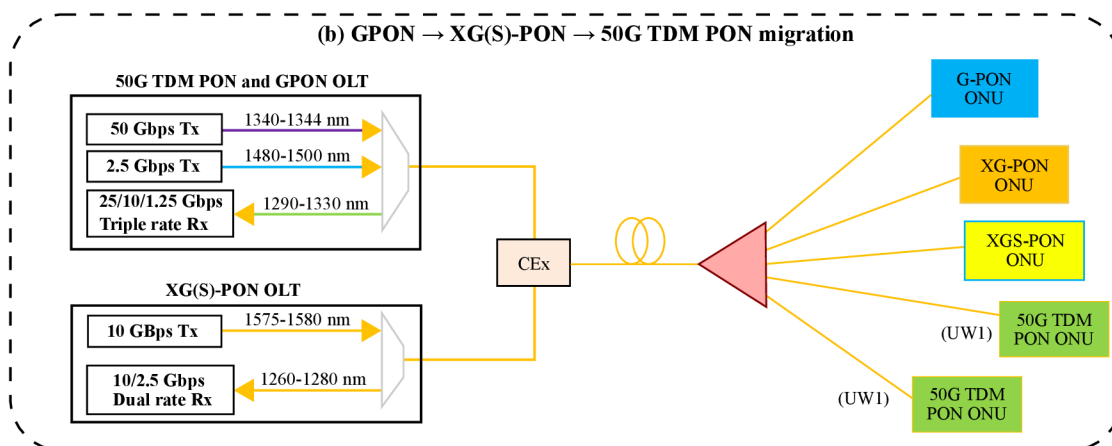 (b) GPON → XG(S)-PON → 50G TDM PON migration
50G TDM PON and GPON OLT
50 Gbps Tx
1340-1344 nm
2.5 Gbps Tx
1480-1500 nm
25/10/1.25 Gbps
Triple rate Rx
1290-1330 nm
XG(S)-PON OLT
10 GBps Tx
1575-1580 nm
10/2.5 Gbps
Dual rate Rx
1260-1280 nm
CEx
G-PON
ONU
XG-PON
ONU
XGS-PON
ONU
(UW1)
50G TDM
PON ONU
(UW1)
50G TDM
PON ONU